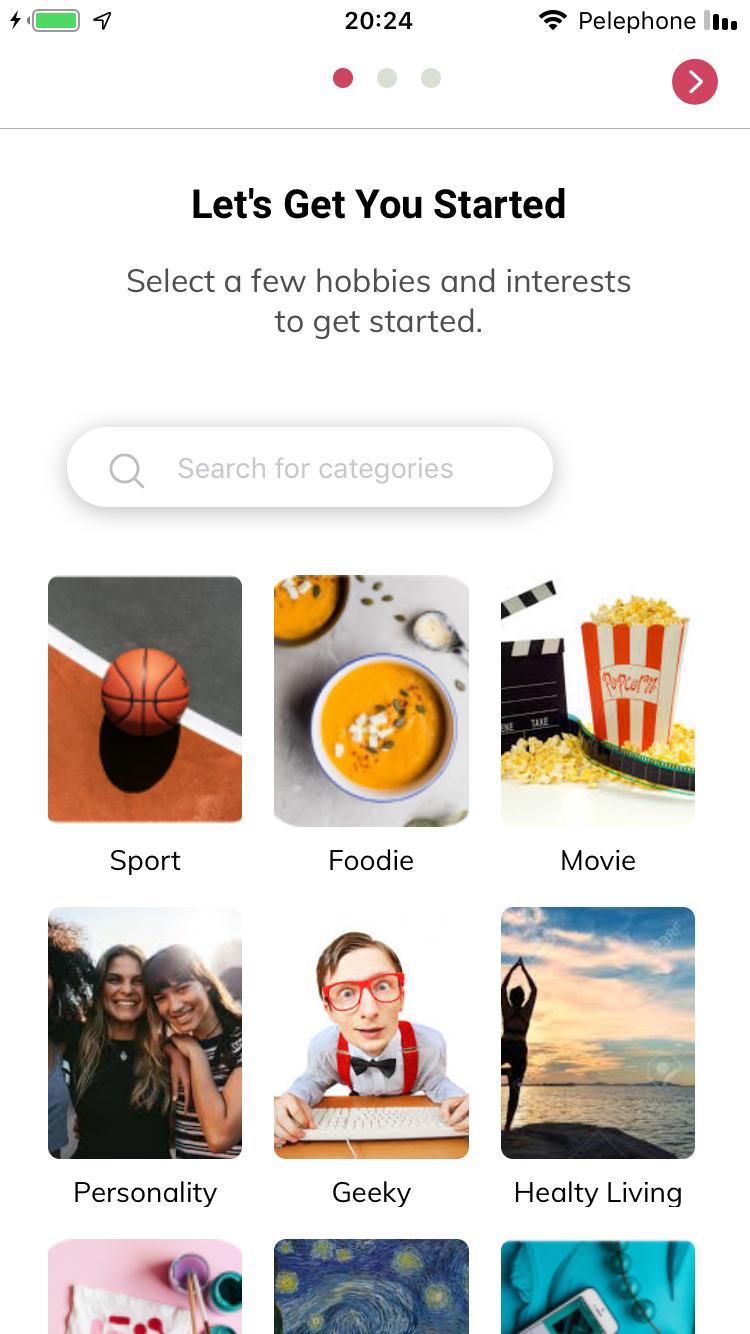 20:24
Pelephone
Let's Get You Started
Select a few hobbies and interests
to get started.
Search for categories
POPCORN
TAKE
Sport
Foodie
Movie
Personality
Geeky
Healty Living